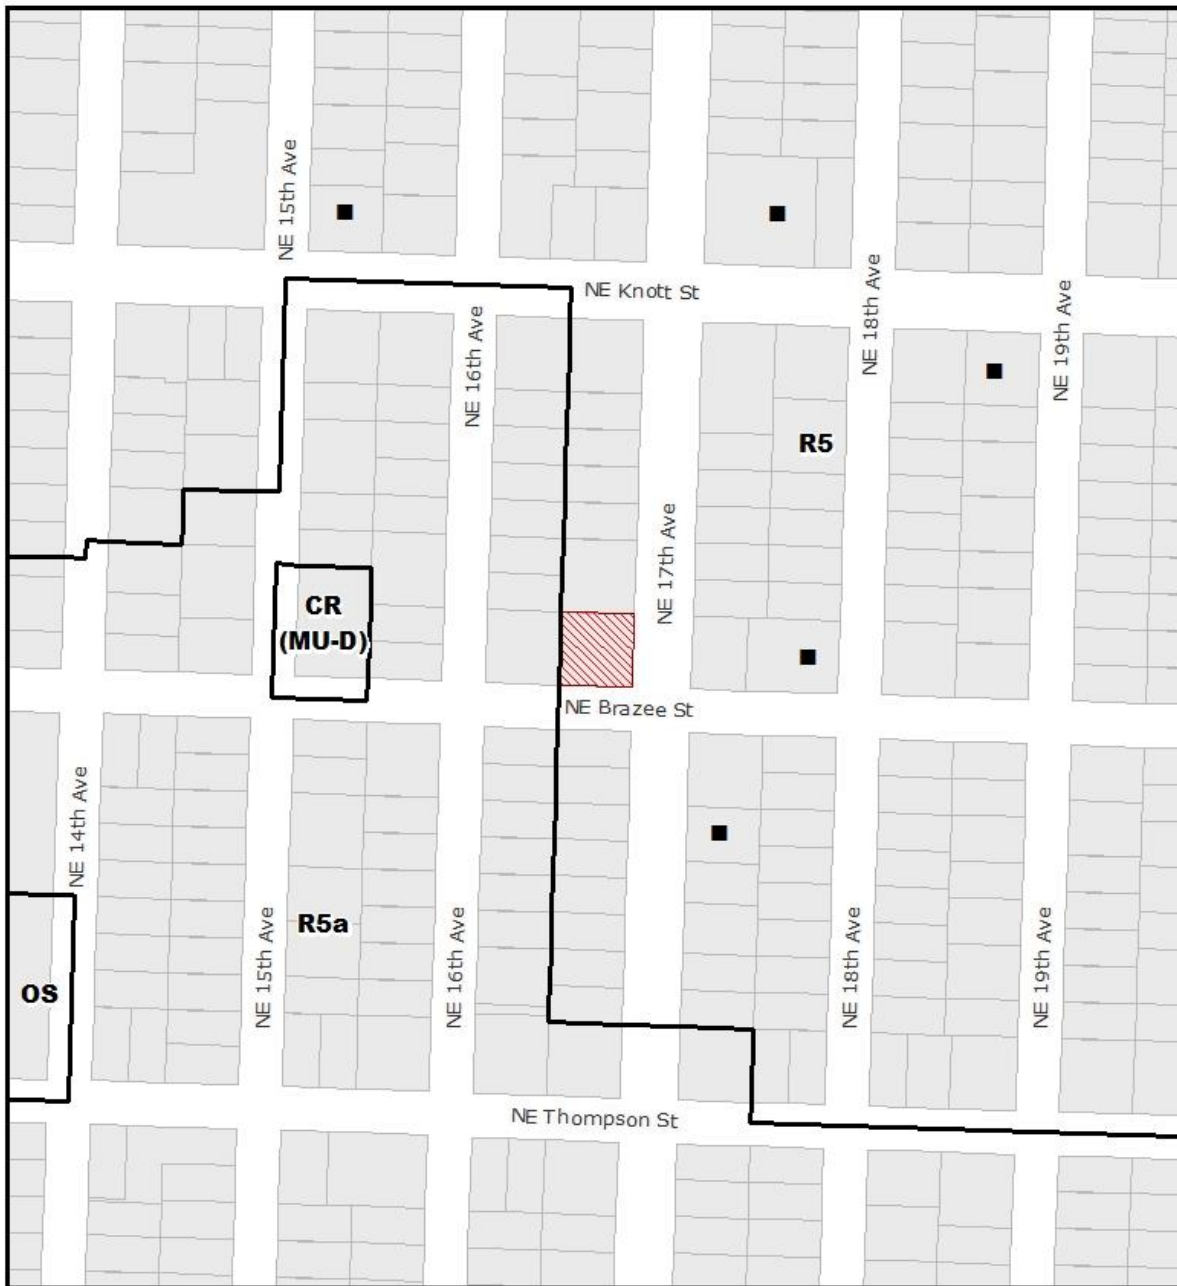 NE 15th Ave
NE Knott St
NE 18th Ave
NE 16th Ave
NE 19th Ave
R5
NE 17th Ave
CR
(MU-D)
NE Brazee St
NE 14th Ave
R5a
NE 15th Ave
NE 16th Ave
NE 18th Ave
NE 19th Ave
OS
NE Thompson St